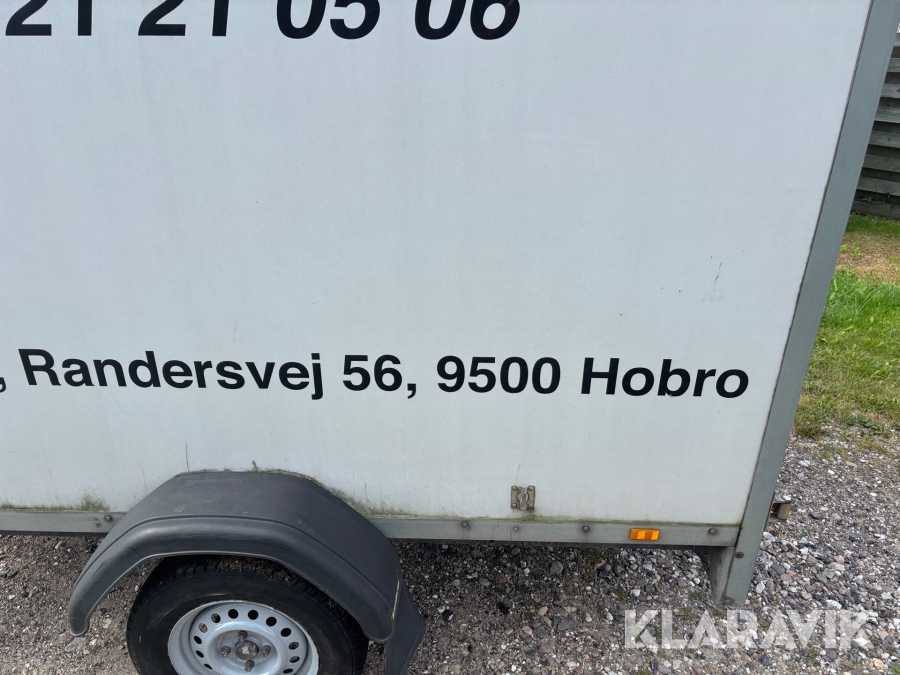 21 21 05 06
, Randersvej 56, 9500 Hobro
KLARAVIK